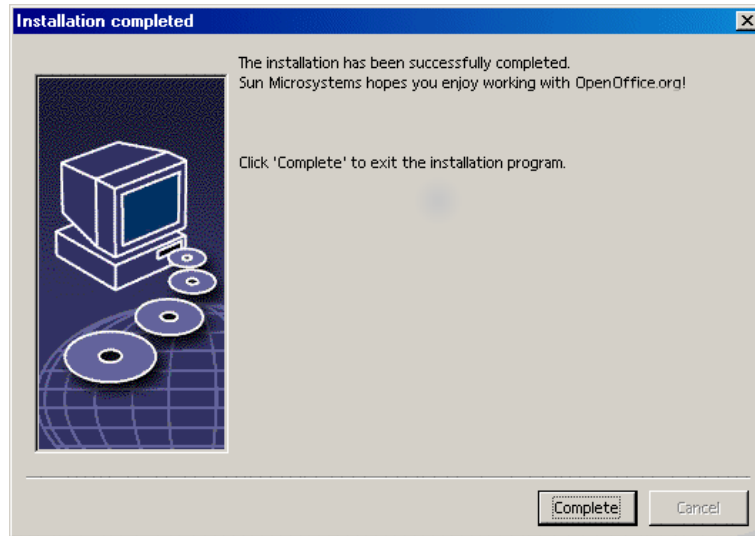 Installation completed
The installation has been successfully completed.
Sun Microsystems hopes you enjoy working with OpenOffice.org!
Click 'Complete' to exit the installation program.
Complete
Cancel